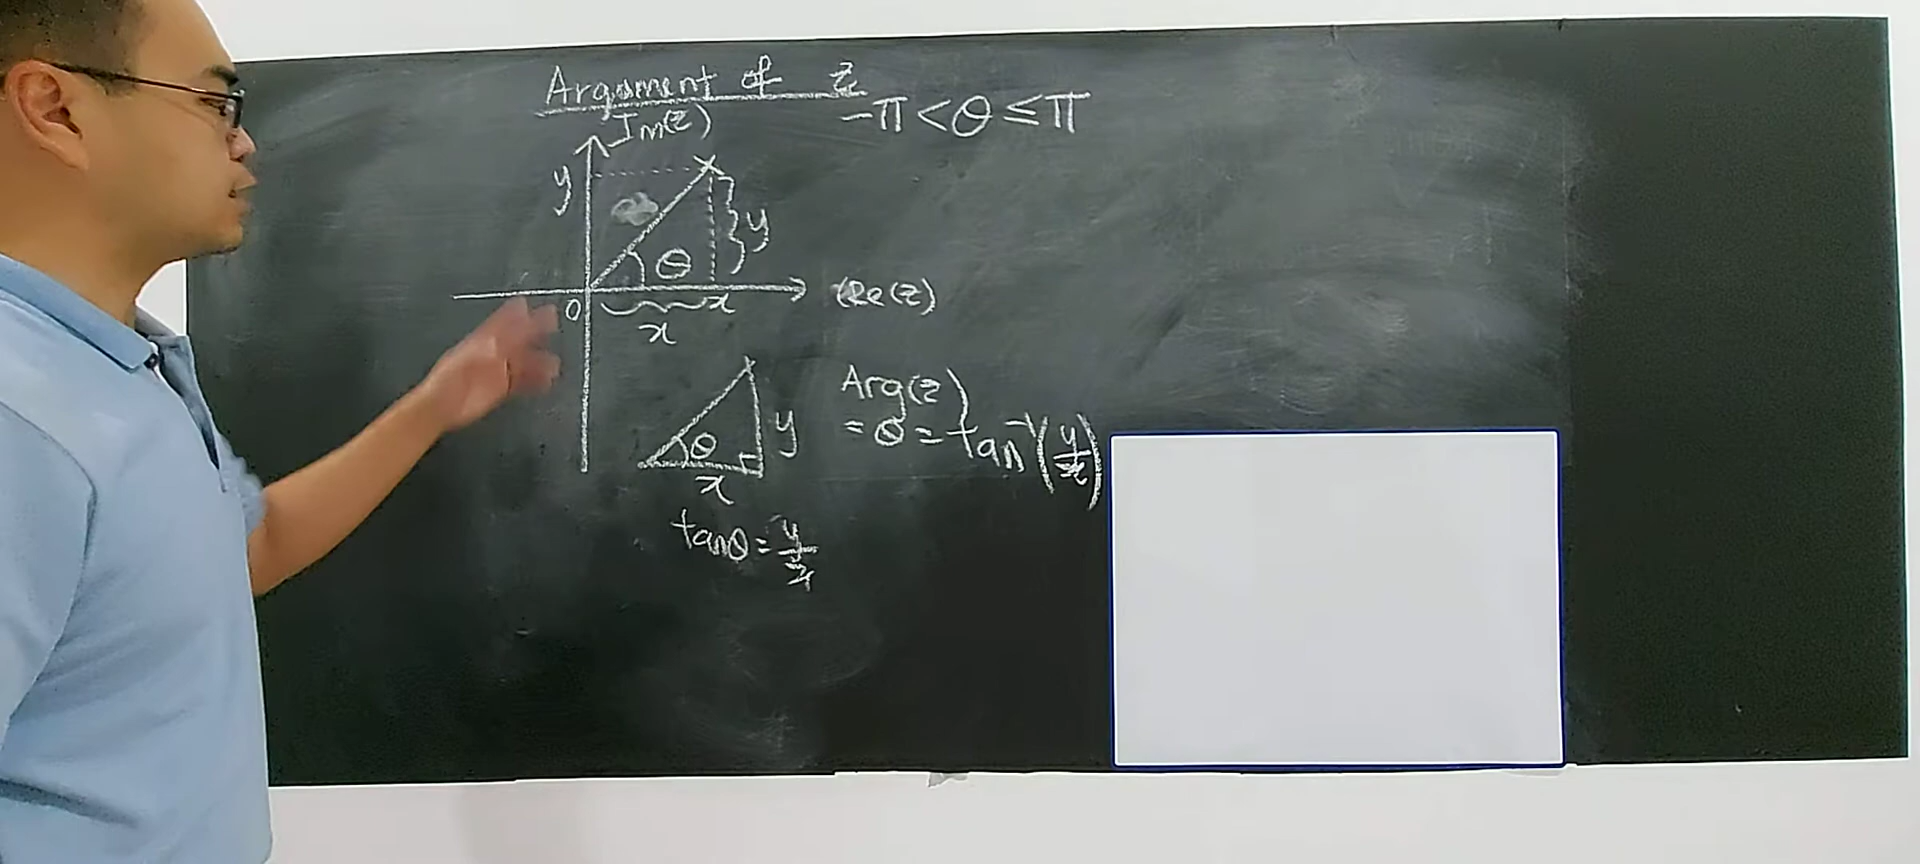 Argument of z
-π < θ ≤ π
Im(z)
y
θ
y
0
x
x
Re(z)
θ
y
x
tanθ = y/x
Arg(z)
= θ = tan⁻¹(y/x)